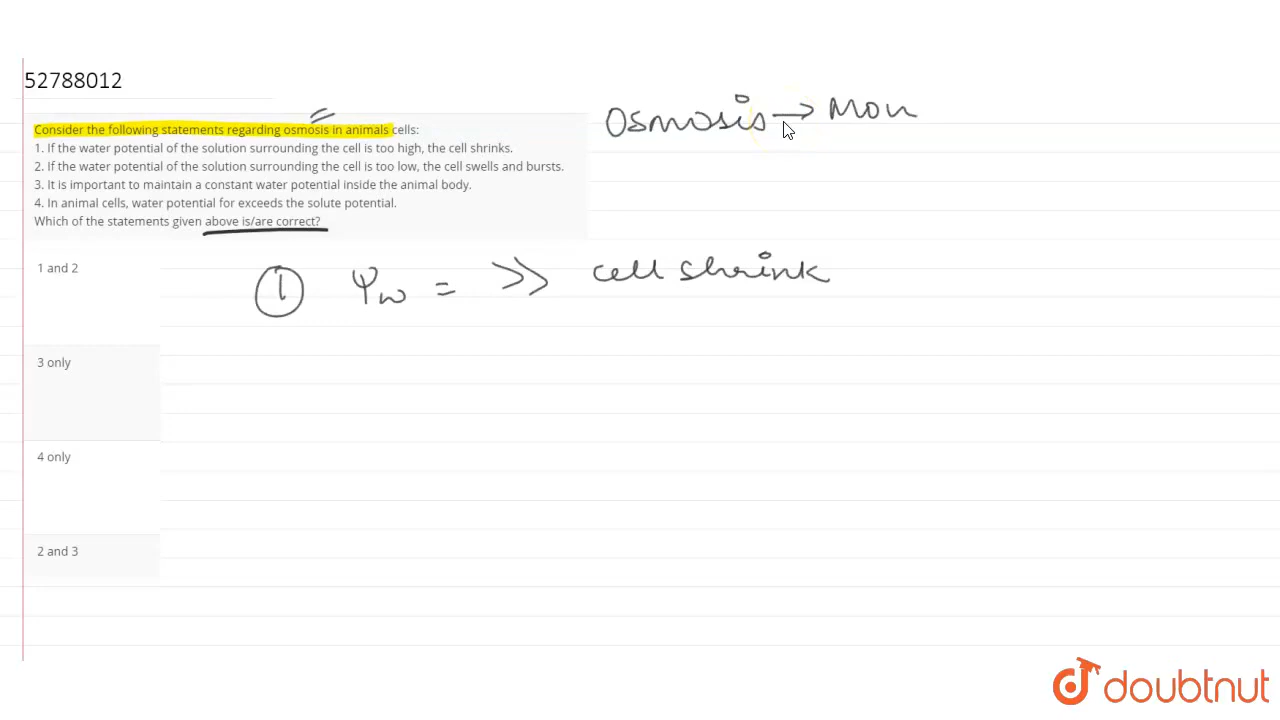 52788012
Osmosis → Mou
Consider the following statements regarding osmosis in animals cells:
1. If the water potential of the solution surrounding the cell is too high, the cell shrinks.
2. If the water potential of the solution surrounding the cell is too low, the cell swells and bursts.
3. It is important to maintain a constant water potential inside the animal body.
4. In animal cells, water potential for exceeds the solute potential.
Which of the statements given above is/are correct?
1 and 2
① Ψw = >> cell shrink
3 only
4 only
2 and 3
doubtnut